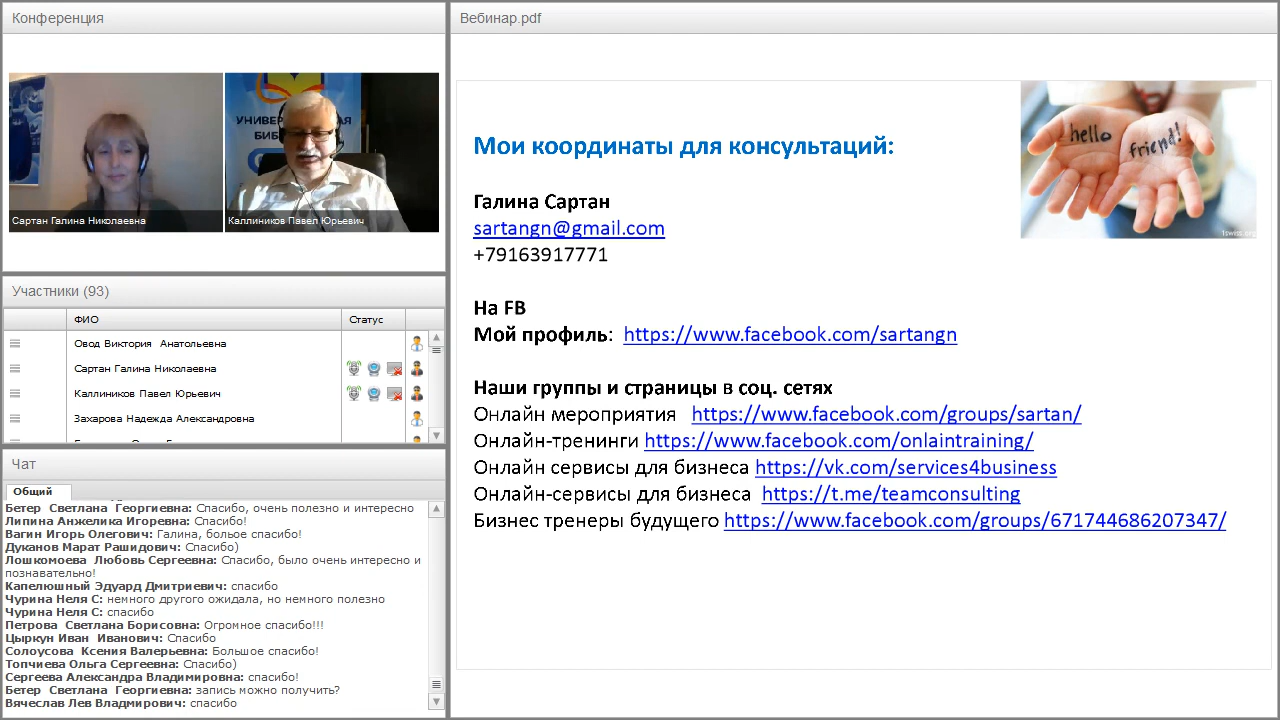 Конференция
УНИВЕРСИТЕТСКАЯ
Сартан Галина Николаевна
Каллиников Павел Юрьевич
Участники (93)
ФИО
Статус
Овод Виктория Анатольевна
Сартан Галина Николаевна
Каллиников Павел Юрьевич
Захарова Надежда Александровна
Чат
Общий
Бетер Светлана Георгиевна: Спасибо, очень полезно и интересно
Липина Анжелика Игоревна: Спасибо!
Вагин Игорь Олегович: Галина, больое спасибо!
Дуканов Марат Рашидович: Спасибо)
Лошкомоева Любовь Сергеевна: Спасибо, было очень интересно и
познавательно!
Капелюшный Эдуард Дмитриевич: спасибо
Чурина Неля С: немного другого ожидала, но немного полезно
Чурина Неля С: спасибо
Петрова Светлана Борисовна: Огромное спасибо!!!
Цыркун Иван Иванович: Спасибо
Солоусова Ксения Валерьевна: Большое спасибо!
Топчиева Ольга Сергеевна: Спасибо)
Сергеева Александра Владимировна: спасибо!
Бетер Светлана Георгиевна: запись можно получить?
Вячеслав Лев Владмирович: спасибо
Вебинар.pdf
hello friend!
1swiss.org
Мои координаты для консультаций:
Галина Сартан
sartangn@gmail.com
+79163917771
На FB
Мой профиль: https://www.facebook.com/sartangn
Наши группы и страницы в соц. сетях
Онлайн мероприятия https://www.facebook.com/groups/sartan/
Онлайн-тренинги https://www.facebook.com/onlaintraining/
Онлайн сервисы для бизнеса https://vk.com/services4business
Онлайн-сервисы для бизнеса https://t.me/teamconsulting
Бизнес тренеры будущего https://www.facebook.com/groups/671744686207347/